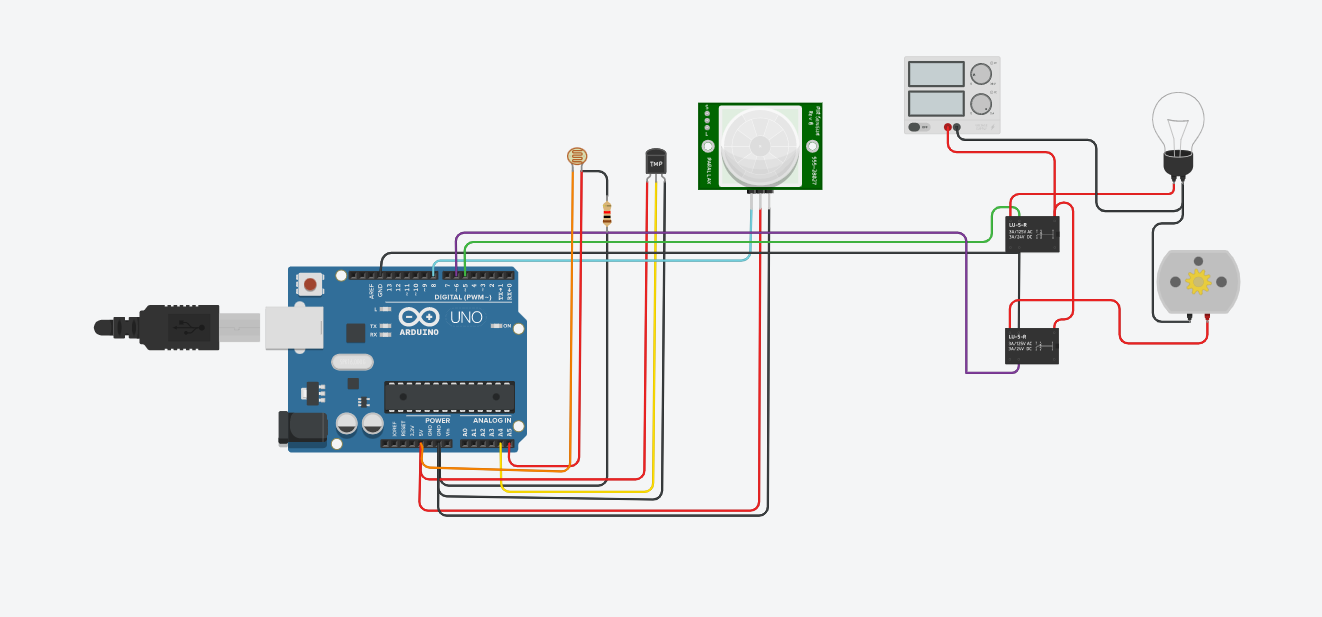 TMP
PIR Sensor
PARALLAX
555-28027
LU-5-R
3A/125V AC
3A/24V DC
LU-5-R
3A/125V AC
3A/24V DC
AREF
GND
13
12
~11
~10
~9
8
7
~6
~5
4
~3
2
TX→1
RX←0
DIGITAL (PWM~)
L
TX
RX
UNO
ON
ARDUINO
POWER
ANALOG IN
IOREF
RESET
3.3V
5V
GND
GND
Vin
A0
A1
A2
A3
A4
A5